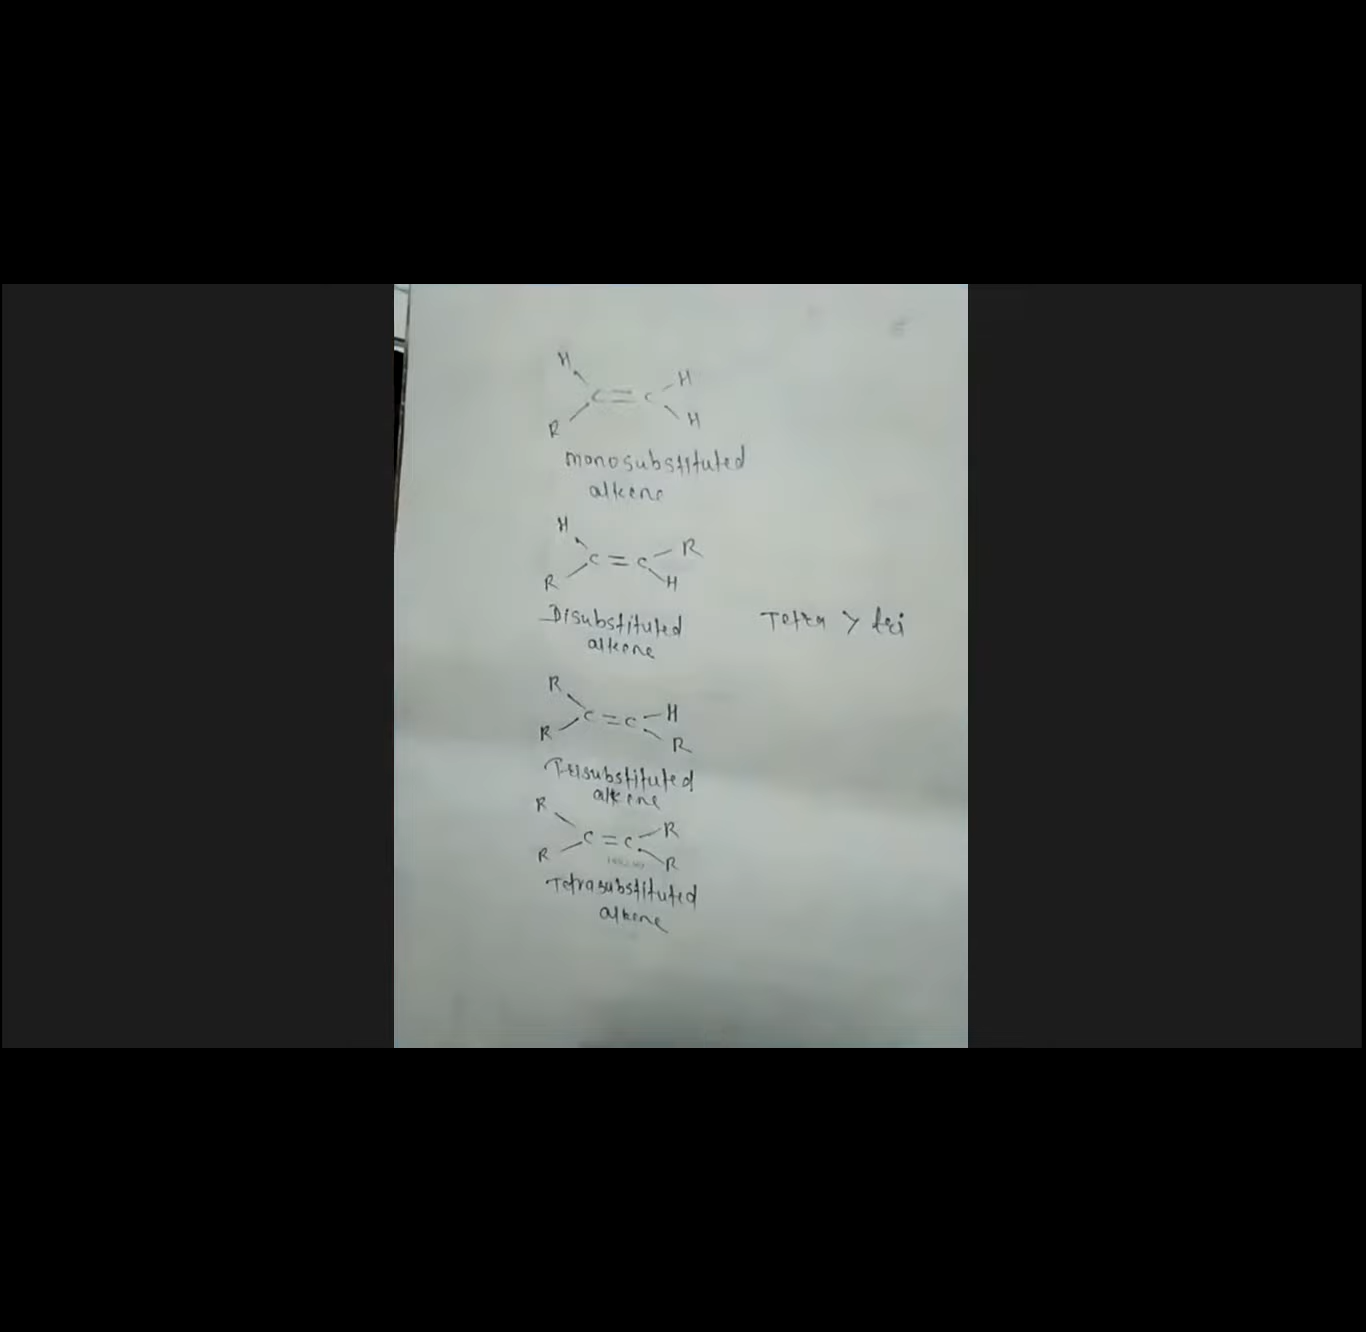 H
H
C = C
H
R
monosubstituted
alkene
H
R
C = C
R
H
Disubstituted
alkene
Tetra > tri
R
H
C = C
R
R
Trisubstituted
alkene
R
R
C = C
R
R
Tetrasubstituted
alkene